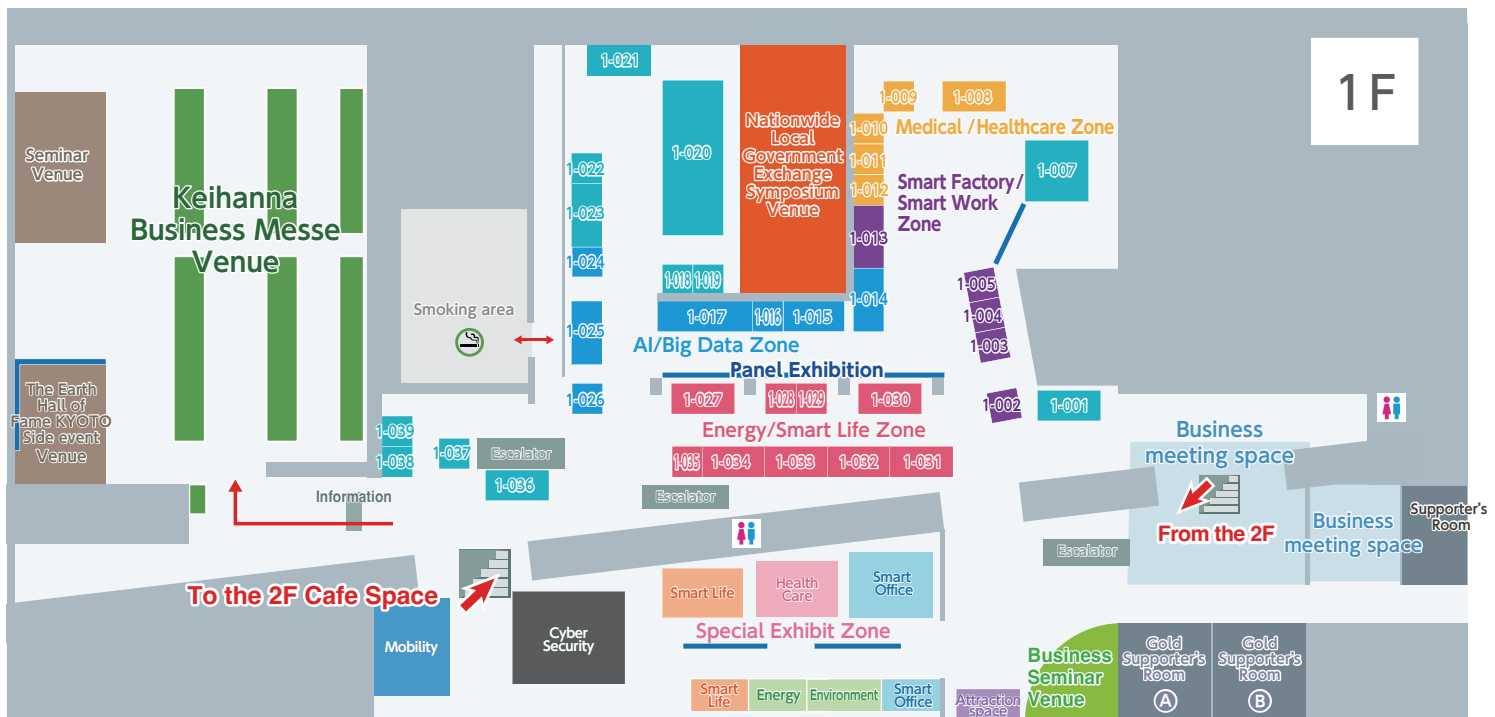 1F
1-021
Nationwide
Local
Government
Exchange
Symposium
Venue
1-009
1-008
1-010
Medical /Healthcare Zone
1-011
1-012
1-020
1-007
Seminar
Venue
1-022
1-023
1-024
Smart Factory/
Smart Work
Zone
1-013
Keihanna
Business Messe
Venue
1-018
1-019
1-014
1-005
1-004
1-003
Smoking area
1-025
1-017
1-016
1-015
AI/Big Data Zone
Panel Exhibition
The Earth
Hall of
Fame KYOTO
Side event
Venue
1-026
1-027
1-028
1-029
1-030
1-002
1-001
1-039
1-038
1-037
Escalator
1-036
Energy/Smart Life Zone
1-035
1-034
1-033
1-032
1-031
Business
meeting space
Information
Escalator
From the 2F
Business
meeting space
Supporter's
Room
Escalator
To the 2F Cafe Space
Smart Life
Health
Care
Smart
Office
Mobility
Cyber
Security
Special Exhibit Zone
Business
Seminar
Venue
Gold
Supporter's
Room
A
Gold
Supporter's
Room
B
Smart
Life
Energy
Environment
Smart
Office
Attraction
space